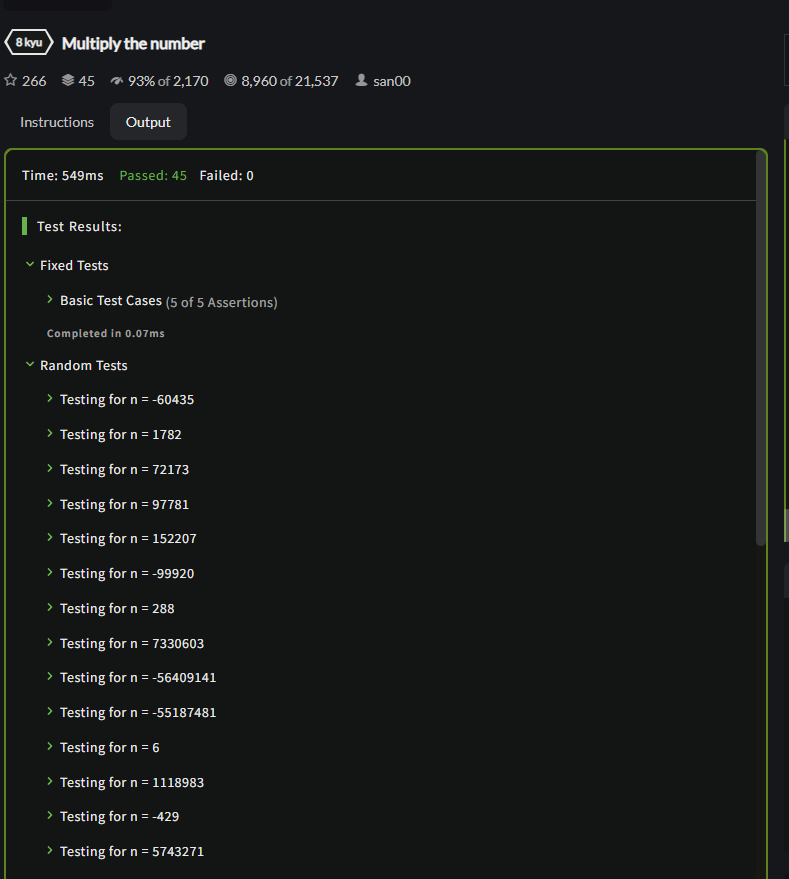 8 kyu Multiply the number
266 45 93% of 2,170 8,960 of 21,537 san00
Instructions Output
Time: 549ms Passed: 45 Failed: 0
Test Results:
Fixed Tests
Basic Test Cases (5 of 5 Assertions)
Completed in 0.07ms
Random Tests
Testing for n = -60435
Testing for n = 1782
Testing for n = 72173
Testing for n = 97781
Testing for n = 152207
Testing for n = -99920
Testing for n = 288
Testing for n = 7330603
Testing for n = -56409141
Testing for n = -55187481
Testing for n = 6
Testing for n = 1118983
Testing for n = -429
Testing for n = 5743271